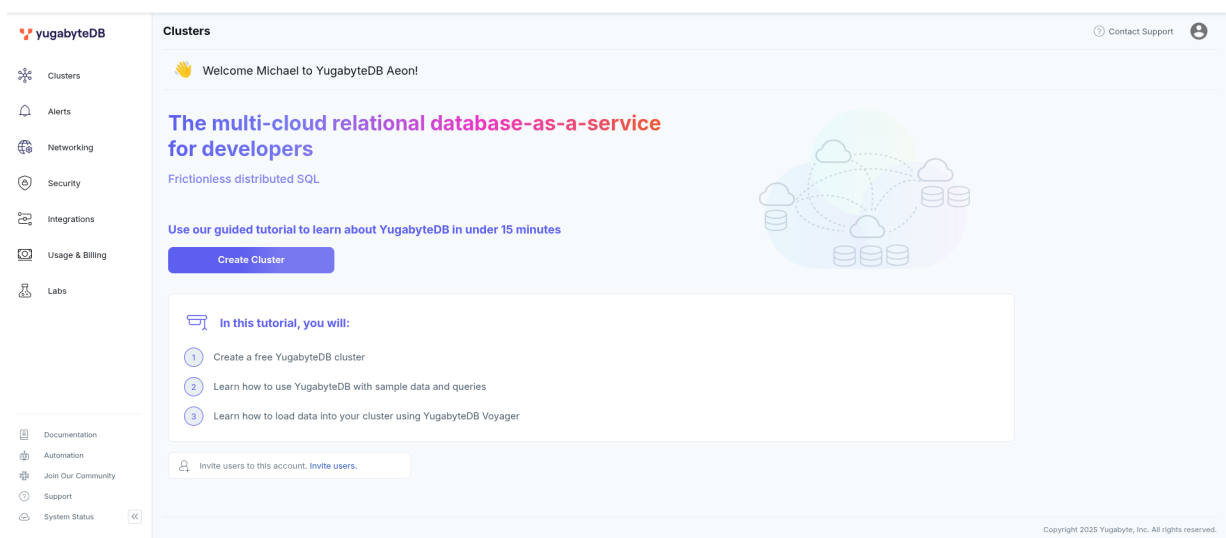 yugabyteDB
Clusters
Alerts
Networking
Security
Integrations
Usage & Billing
Labs
Documentation
Automation
Join Our Community
Support
System Status
Clusters
Contact Support
Welcome Michael to YugabyteDB Aeon!
The multi-cloud relational database-as-a-service
for developers
Frictionless distributed SQL
Use our guided tutorial to learn about YugabyteDB in under 15 minutes
Create Cluster
In this tutorial, you will:
1 Create a free YugabyteDB cluster
2 Learn how to use YugabyteDB with sample data and queries
3 Learn how to load data into your cluster using YugabyteDB Voyager
Invite users to this account. Invite users.
Copyright 2025 Yugabyte, Inc. All rights reserved.